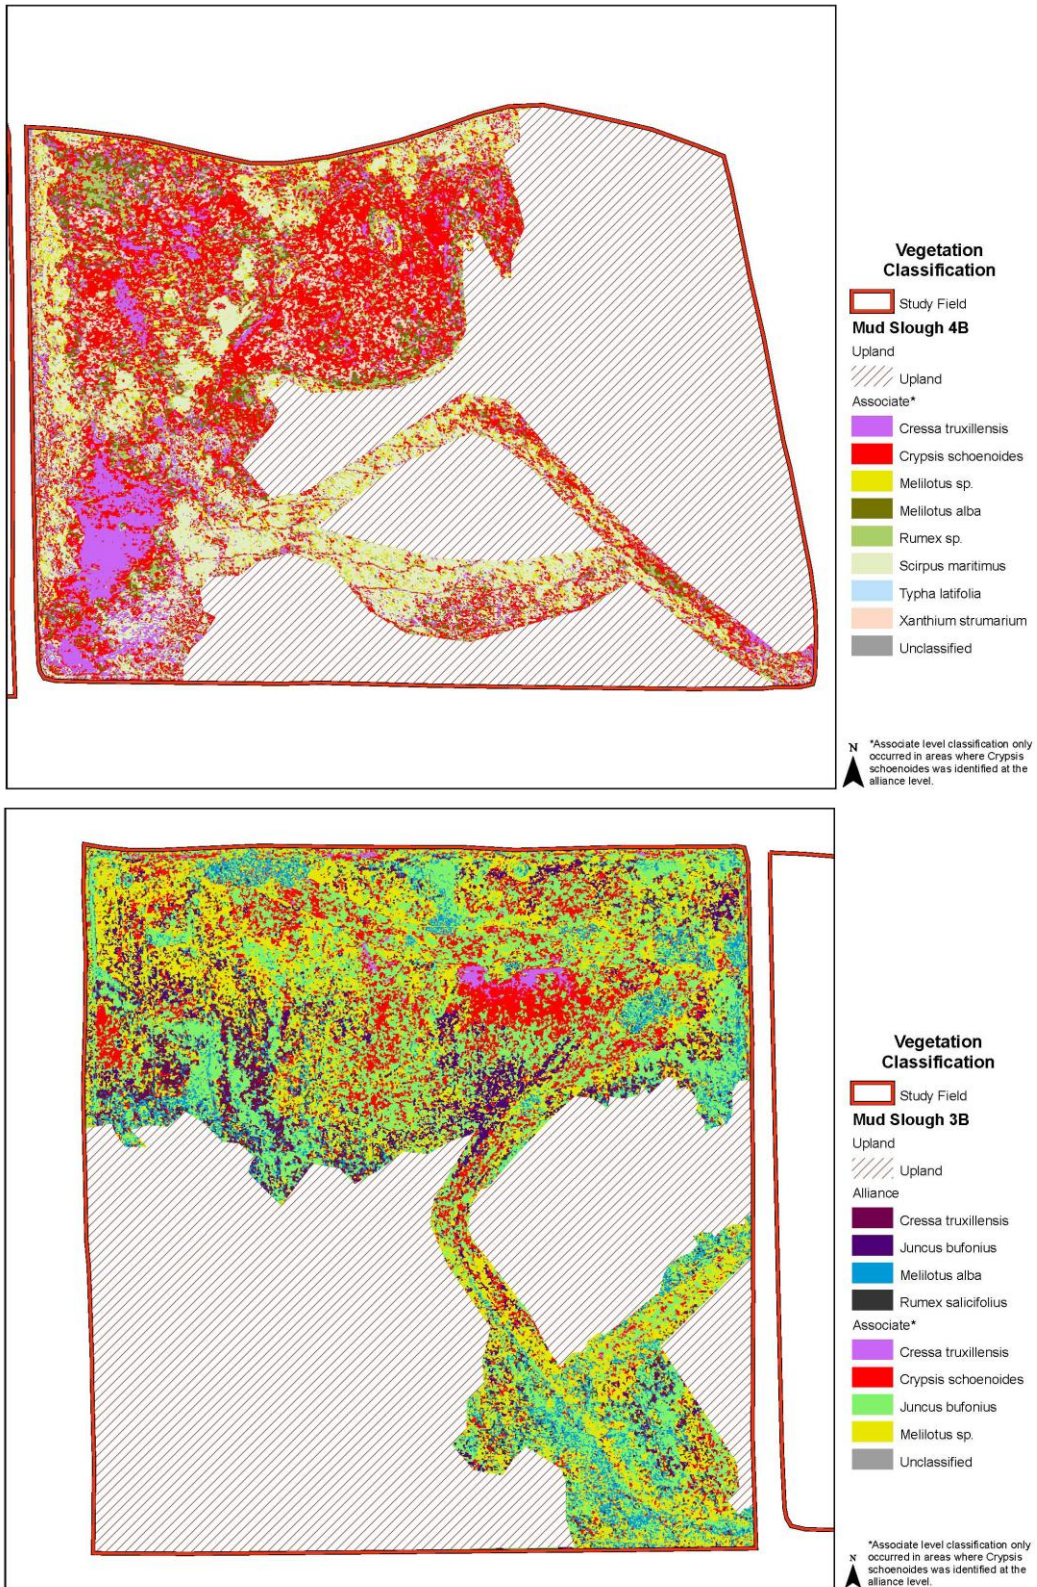 Vegetation
Classification
Study Field
Mud Slough 4B
Upland
Upland
Associate*
Cressa truxillensis
Crypsis schoenoides
Melilotus sp.
Melilotus alba
Rumex sp.
Scirpus maritimus
Typha latifolia
Xanthium strumarium
Unclassified
N
*Associate level classification only
occurred in areas where Crypsis
schoenoides was identified at the
alliance level.
Vegetation
Classification
Study Field
Mud Slough 3B
Upland
Upland
Alliance
Cressa truxillensis
Juncus bufonius
Melilotus alba
Rumex salicifolius
Associate*
Cressa truxillensis
Crypsis schoenoides
Juncus bufonius
Melilotus sp.
Unclassified
N
*Associate level classification only
occurred in areas where Crypsis
schoenoides was identified at the
alliance level.